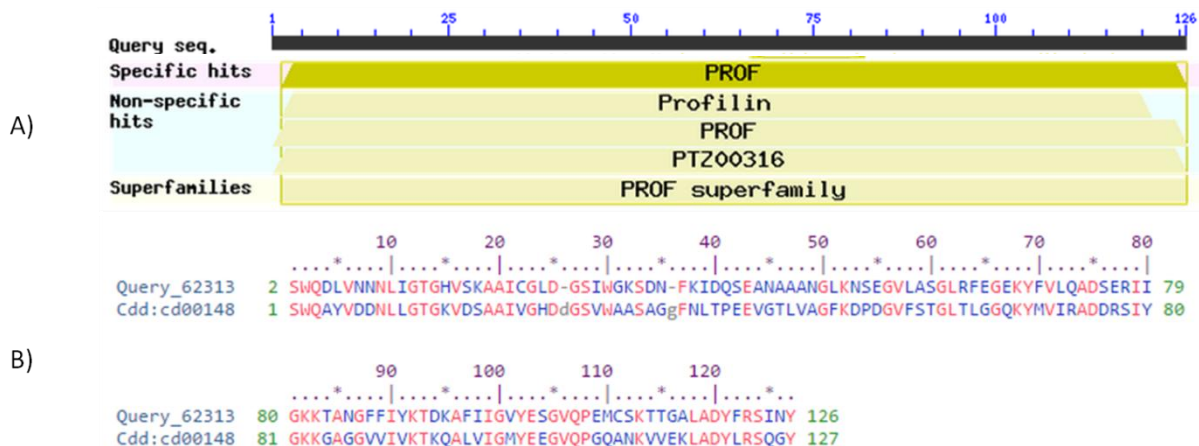 1 25 50 75 100 126
Query seq.
Specific hits PROF
Non-specific hits Profilin
PROF
PTZ00316
Superfamilies PROF superfamily
A)
10 20 30 40 50 60 70 80
....*....|....*....|....*....|....*....|....*....|....*....|....*....|....*....|
Query_62313 2 SWQDLVNNNLIGTGHVSKAAICGLD-GSIWGKSDN-FKIDQSEANAAANGLKNSEGVLASGLRFEGEKYFVLQADSERII 79
Cdd:cd00148 1 SWQAYVDDNLLGTGKVDSAAIVGHDdGSVWAASAGgFNLTPEEVGTLVAGFKDPDGVFSTGLTLGGQKYMVIRADDRSIY 80
B)
90 100 110 120
....*....|....*....|....*....|....*....|....*..
Query_62313 80 GKKTANGFFIYKTDKAFIIGVYESGVQPEMCSKTTGALADYFRSINY 126
Cdd:cd00148 81 GKKGAGGVVIVKTKQALVIGMYEEGVQPGQANKVVEKLADYLRSQGY 127